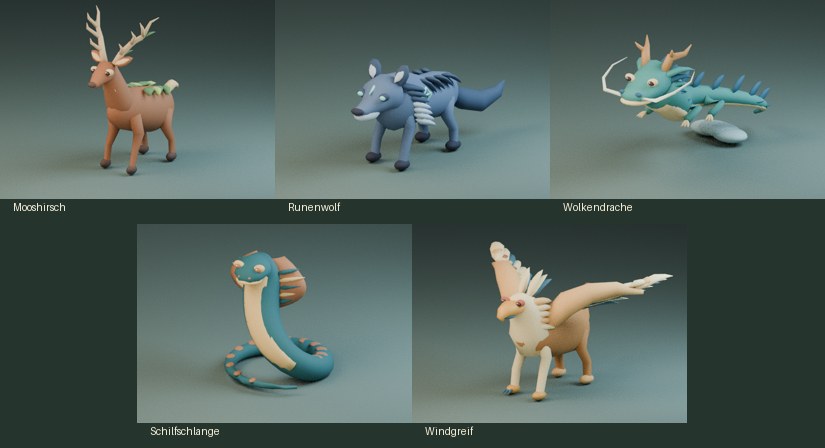 Mooshirsch
Runenwolf
Wolkendrache
Schilfschlange
Windgreif